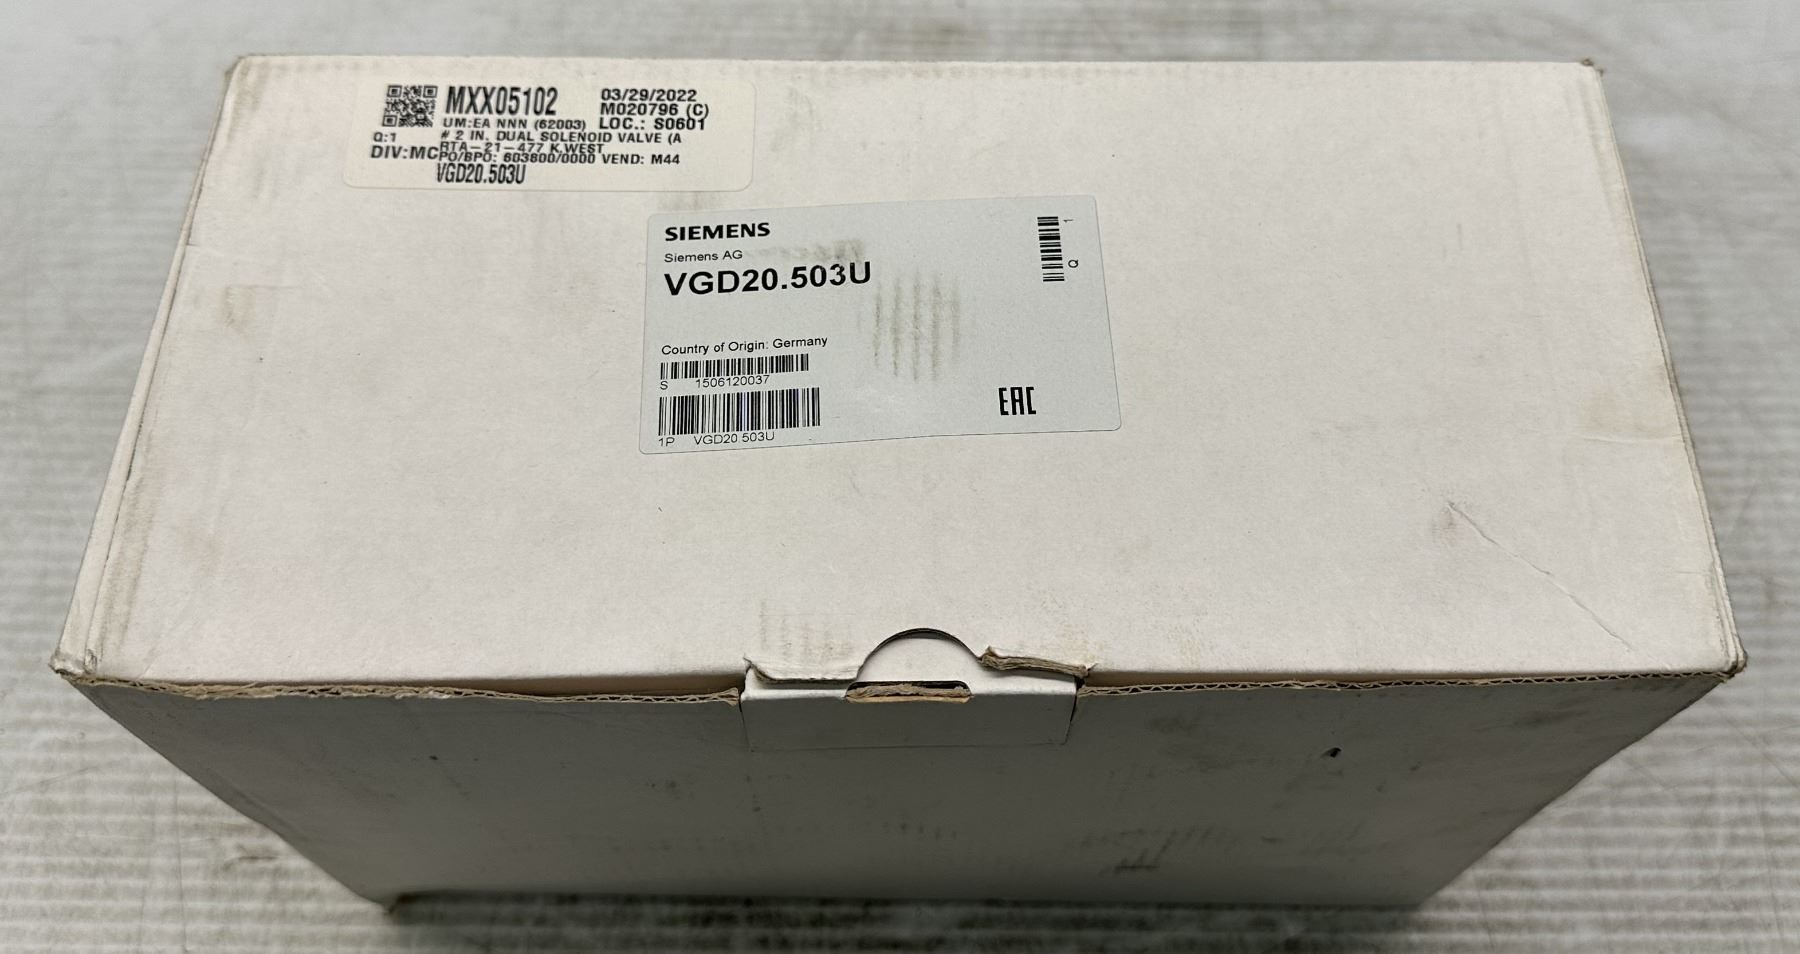 MXX05102 03/29/2022
M020796 (C)
UM:EA NNN (62003) LOC.: S0601
Q:1 # 2 IN. DUAL SOLENOID VALVE (A
RTA-21-477 K.WEST
DIV:MC PO/BPO: 603800/0000 VEND: M44
VGD20.503U
SIEMENS
Siemens AG
VGD20.503U
Q 1
Country of Origin: Germany
S 1506120037
EAC
1P VGD20.503U